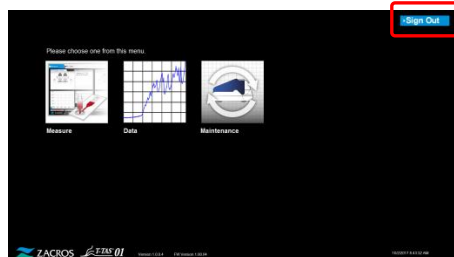 Sign Out
Please choose one from this menu.
Measure
Data
Maintenance
ZACROS T-TAS 01